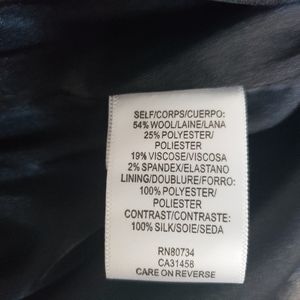 SELF/CORPS/CUERPO:
54% WOOL/LAINE/LANA
25% POLYESTER/
POLIESTER
19% VISCOSE/VISCOSA
2% SPANDEX/ELASTANO
LINING/DOUBLURE/FORRO:
100% POLYESTER/
POLIESTER
CONTRAST/CONTRASTE:
100% SILK/SOIE/SEDA
RN80734
CA31458
CARE ON REVERSE